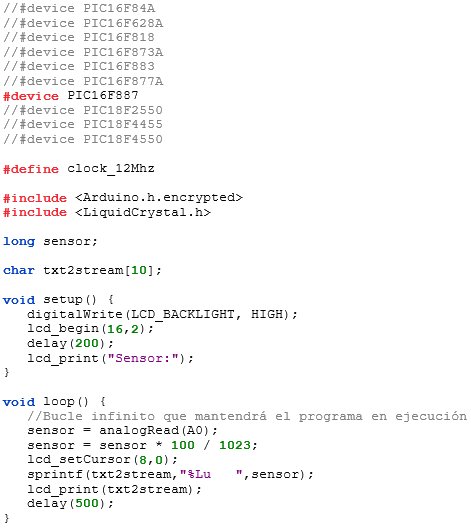 //#device PIC16F84A
//#device PIC16F628A
//#device PIC16F818
//#device PIC16F873A
//#device PIC16F883
//#device PIC16F877A
#device PIC16F887
//#device PIC18F2550
//#device PIC18F4455
//#device PIC18F4550

#define clock_12Mhz

#include <Arduino.h.encrypted>
#include <LiquidCrystal.h>

long sensor;

char txt2stream[10];

void setup() {
   digitalWrite(LCD_BACKLIGHT, HIGH);
   lcd_begin(16,2);
   delay(200);
   lcd_print("Sensor:");
}

void loop() {
   //Bucle infinito que mantendrá el programa en ejecución
   sensor = analogRead(A0);
   sensor = sensor * 100 / 1023;
   lcd_setCursor(8,0);
   sprintf(txt2stream,"%Lu   ",sensor);
   lcd_print(txt2stream);
   delay(500);
}